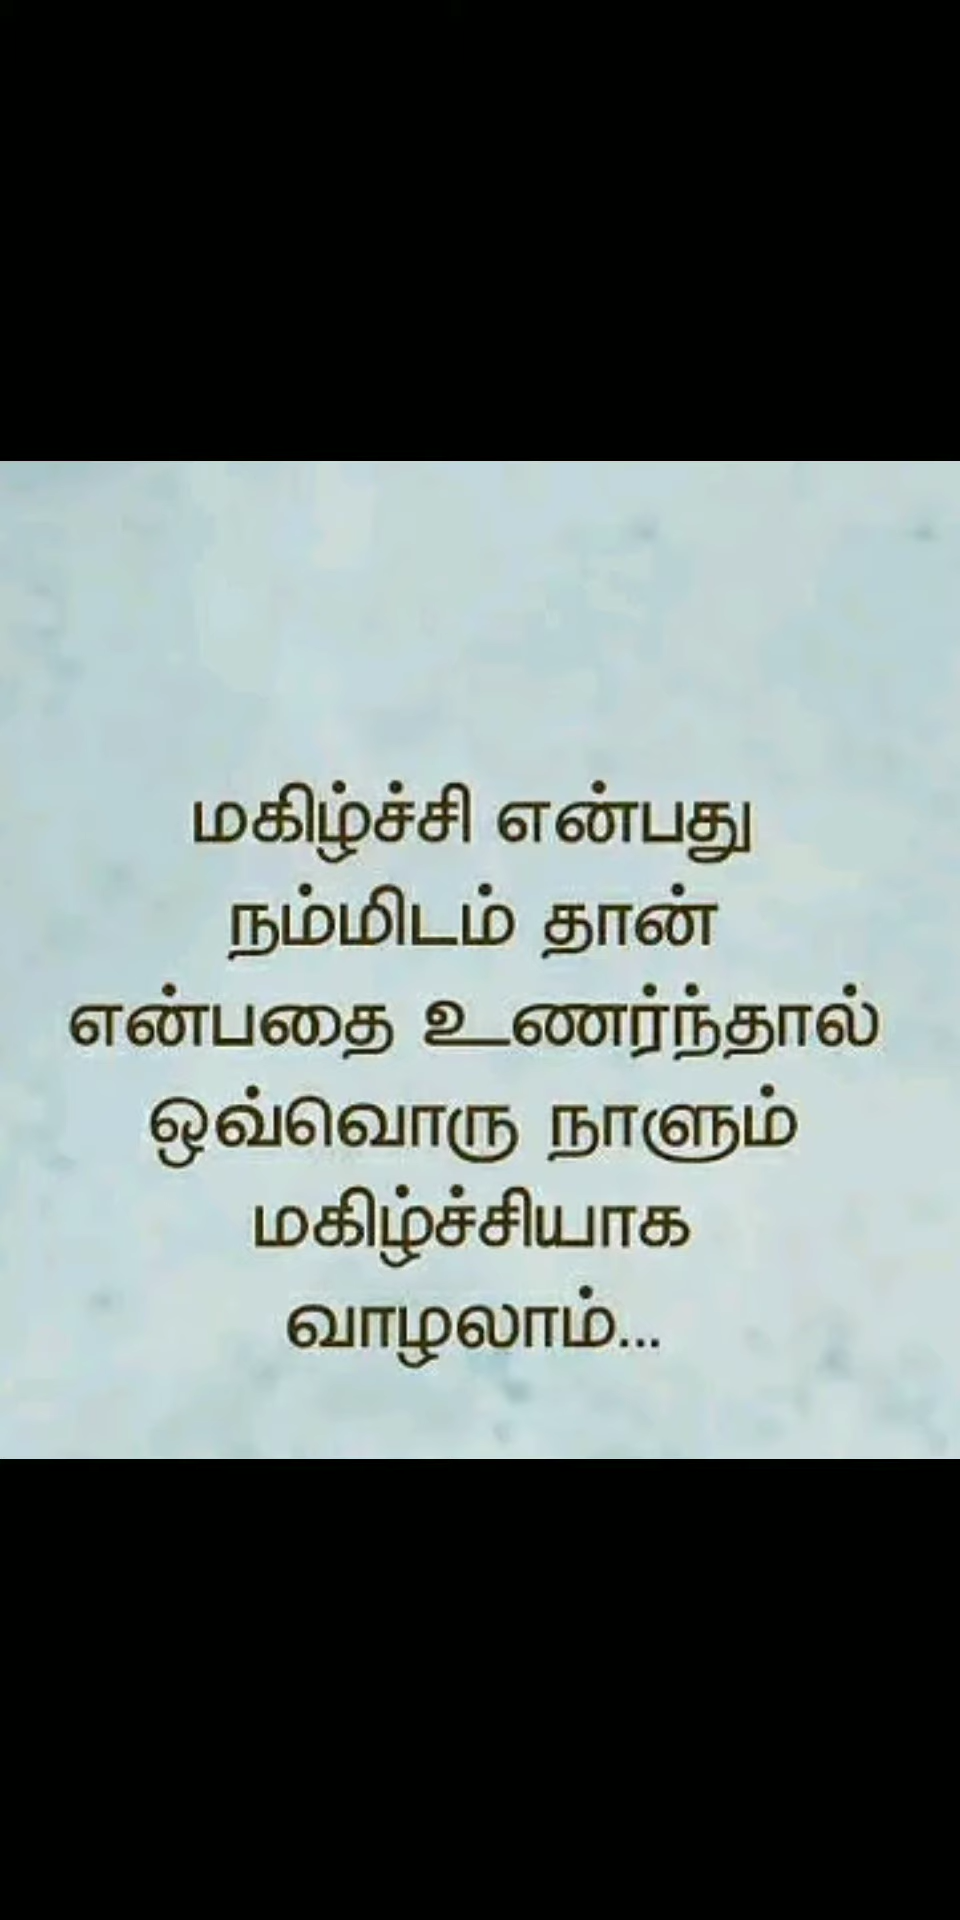 மகிழ்ச்சி என்பது
நம்மிடம் தான்
என்பதை உணர்ந்தால்
ஒவ்வொரு நாளும்
மகிழ்ச்சியாக
வாழலாம்...